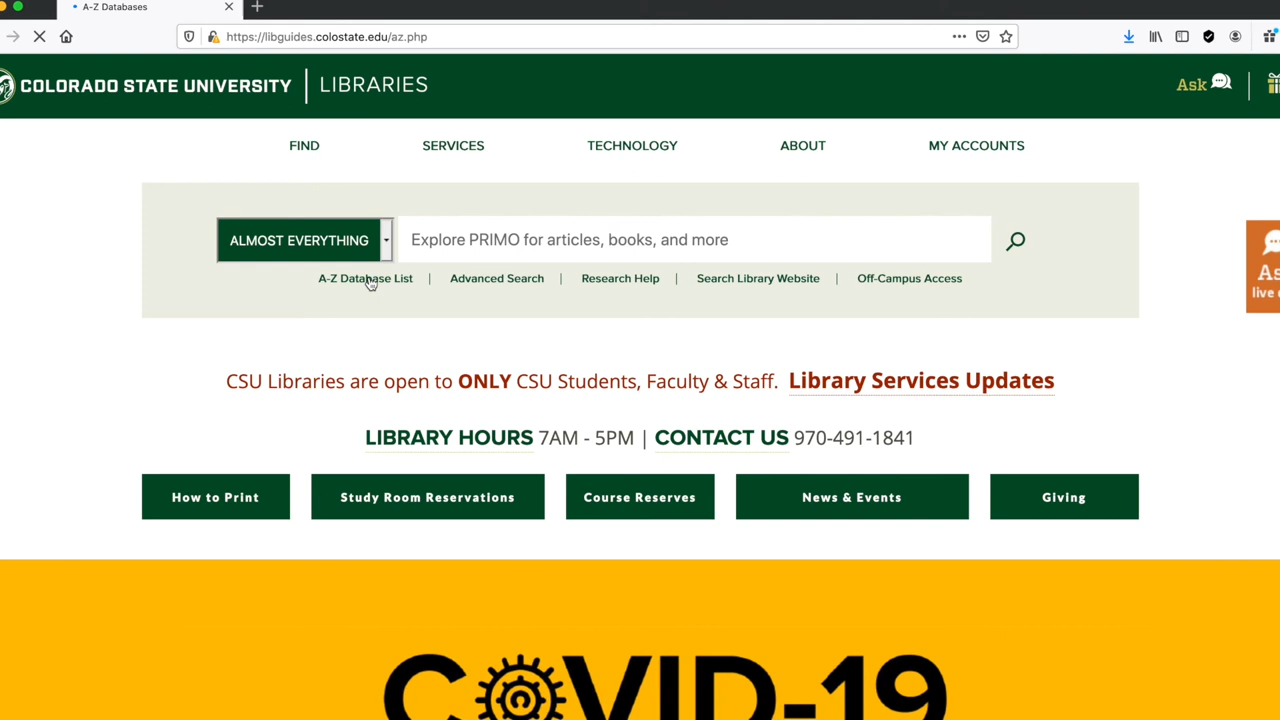 A-Z Databases
https://libguides.colostate.edu/az.php
COLORADO STATE UNIVERSITY LIBRARIES
Ask
FIND SERVICES TECHNOLOGY ABOUT MY ACCOUNTS
ALMOST EVERYTHING Explore PRIMO for articles, books, and more
A-Z Database List | Advanced Search | Research Help | Search Library Website | Off-Campus Access
live
CSU Libraries are open to ONLY CSU Students, Faculty & Staff. Library Services Updates
LIBRARY HOURS 7AM - 5PM | CONTACT US 970-491-1841
How to Print Study Room Reservations Course Reserves News & Events Giving
COVID-19